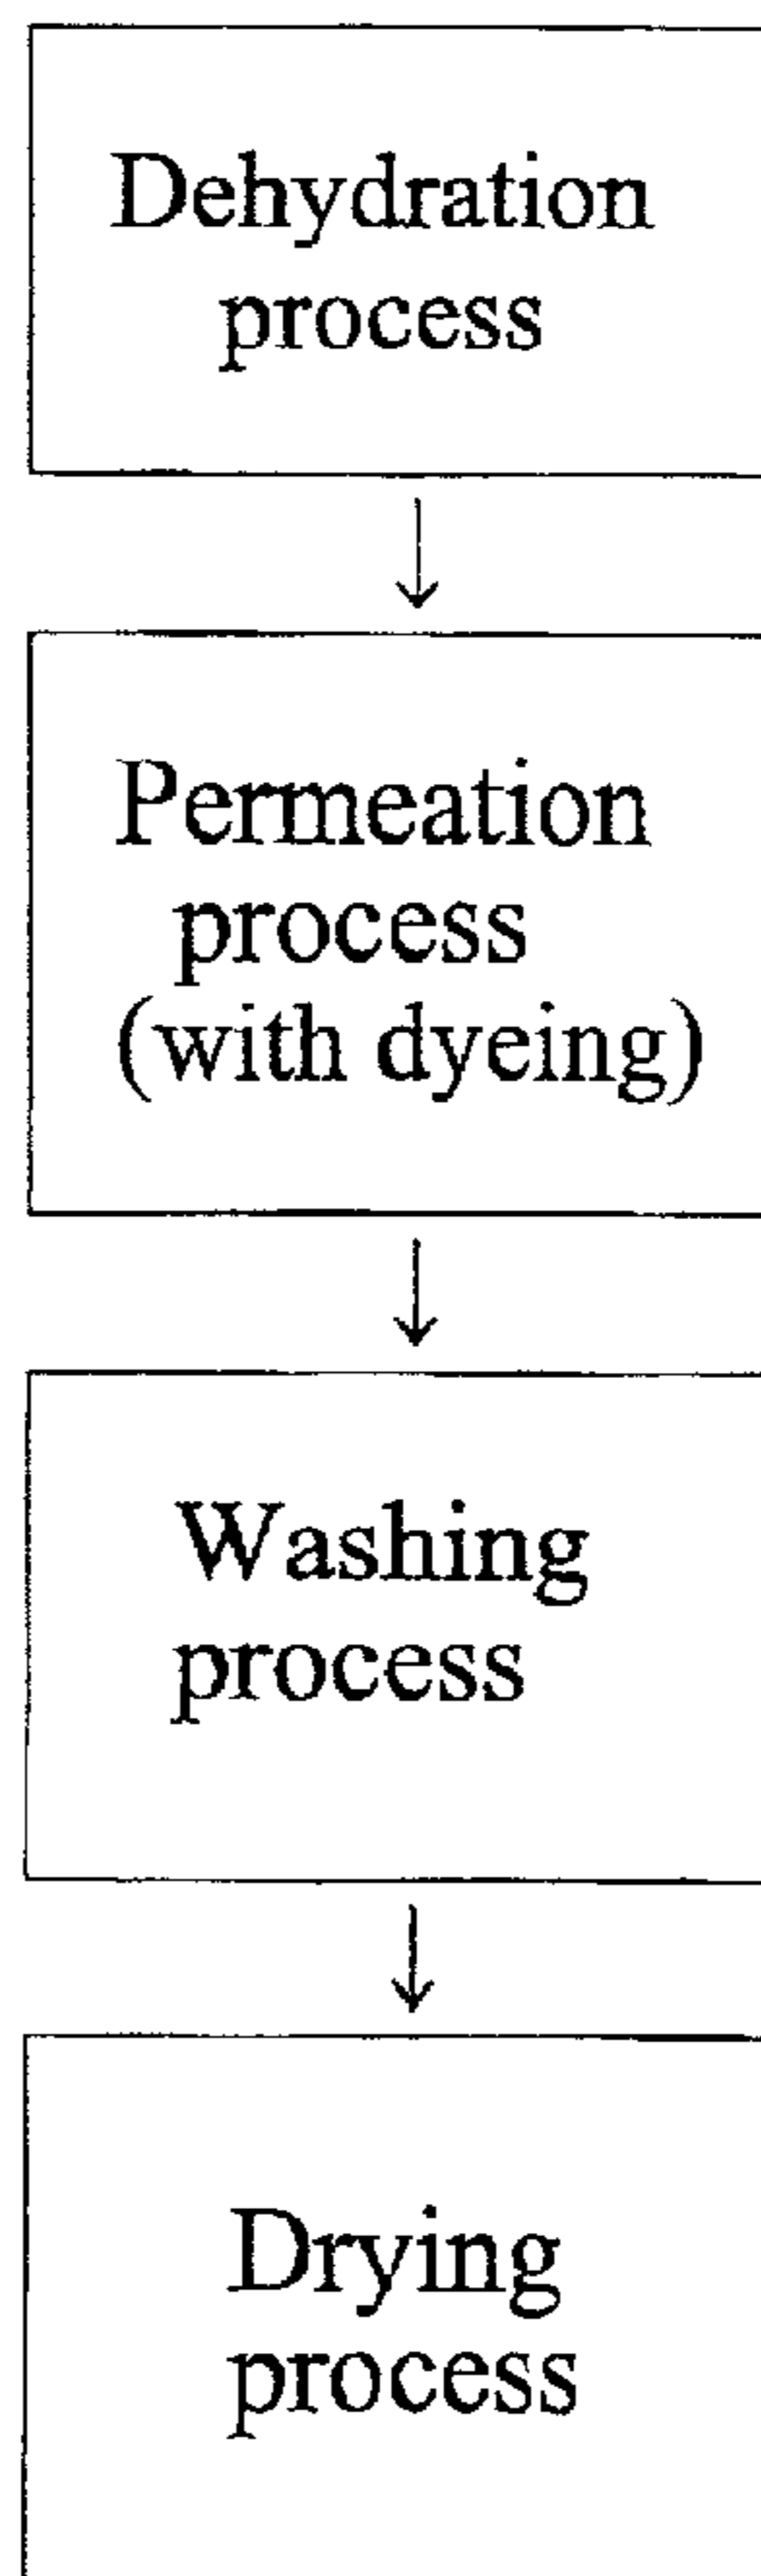 Dehydration
process
Permeation
process
(with dyeing)
Washing
process
Drying
process